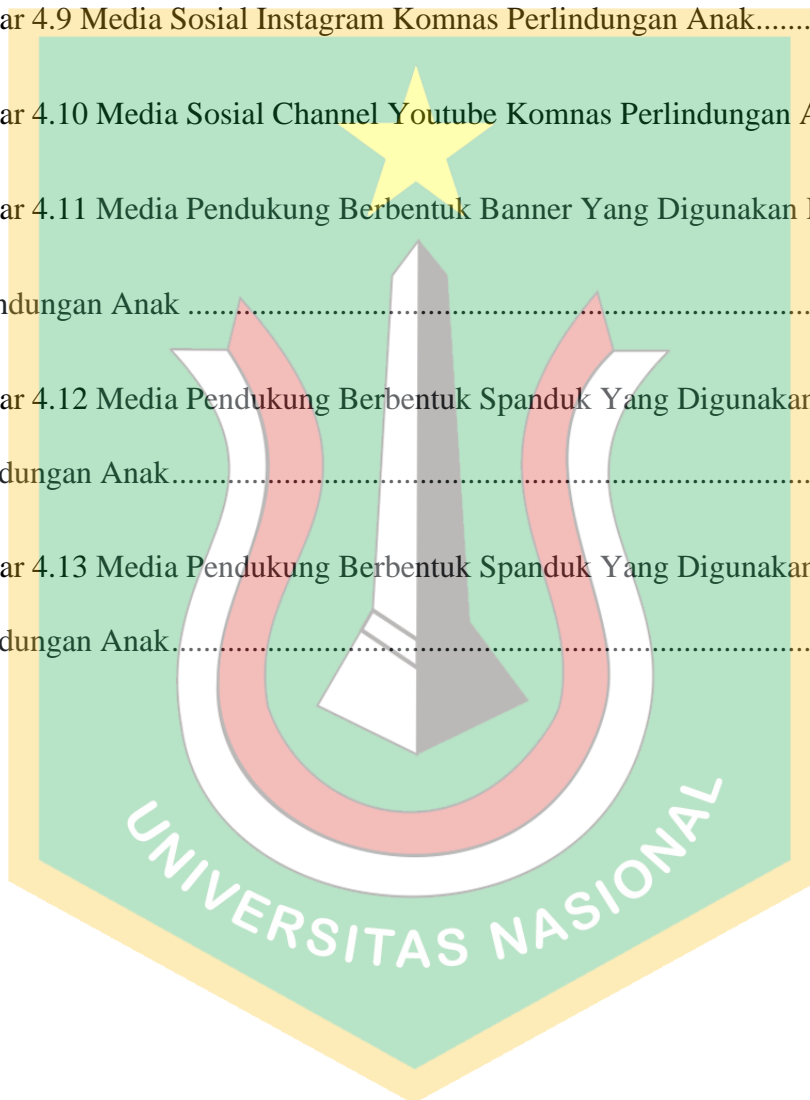 ar 4.9 Media Sosial Instagram Komnas Perlindungan Anak........
ar 4.10 Media Sosial Channel Youtube Komnas Perlindungan A
ar 4.11 Media Pendukung Berbentuk Banner Yang Digunakan
ndungan Anak ................................................................................
ar 4.12 Media Pendukung Berbentuk Spanduk Yang Digunakan
dungan Anak..................................................................................
ar 4.13 Media Pendukung Berbentuk Spanduk Yang Digunakan
dungan Anak..................................................................................
UNIVERSITAS NASIONAL